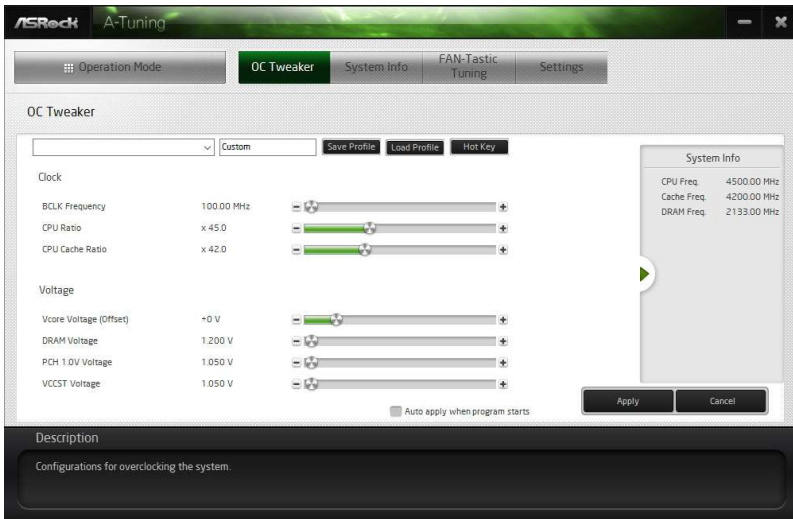 ASRock A-Tuning
Operation Mode
OC Tweaker
System Info
FAN-Tastic
Tuning
Settings
OC Tweaker
Custom
Save Profile
Load Profile
Hot Key
Clock
BCLK Frequency 100.00 MHz
CPU Ratio x 45.0
CPU Cache Ratio x 42.0
Voltage
Vcore Voltage (Offset) +0 V
DRAM Voltage 1.200 V
PCH 1.0V Voltage 1.050 V
VCCST Voltage 1.050 V
Auto apply when program starts
System Info
CPU Freq. 4500.00 MHz
Cache Freq. 4200.00 MHz
DRAM Freq. 2133.00 MHz
Apply
Cancel
Description
Configurations for overclocking the system.